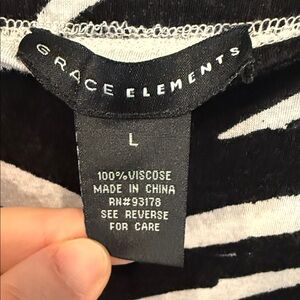 GRACE ELEMENTS
L
100% VISCOSE
MADE IN CHINA
RN#93178
SEE REVERSE
FOR CARE